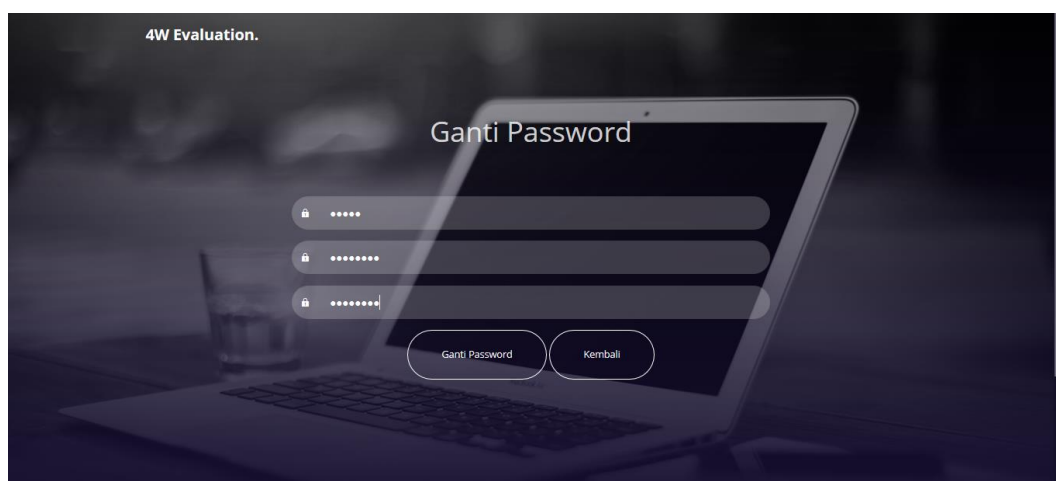 4W Evaluation.
Ganti Password
•••••
••••••••
••••••••
Ganti Password Kembali